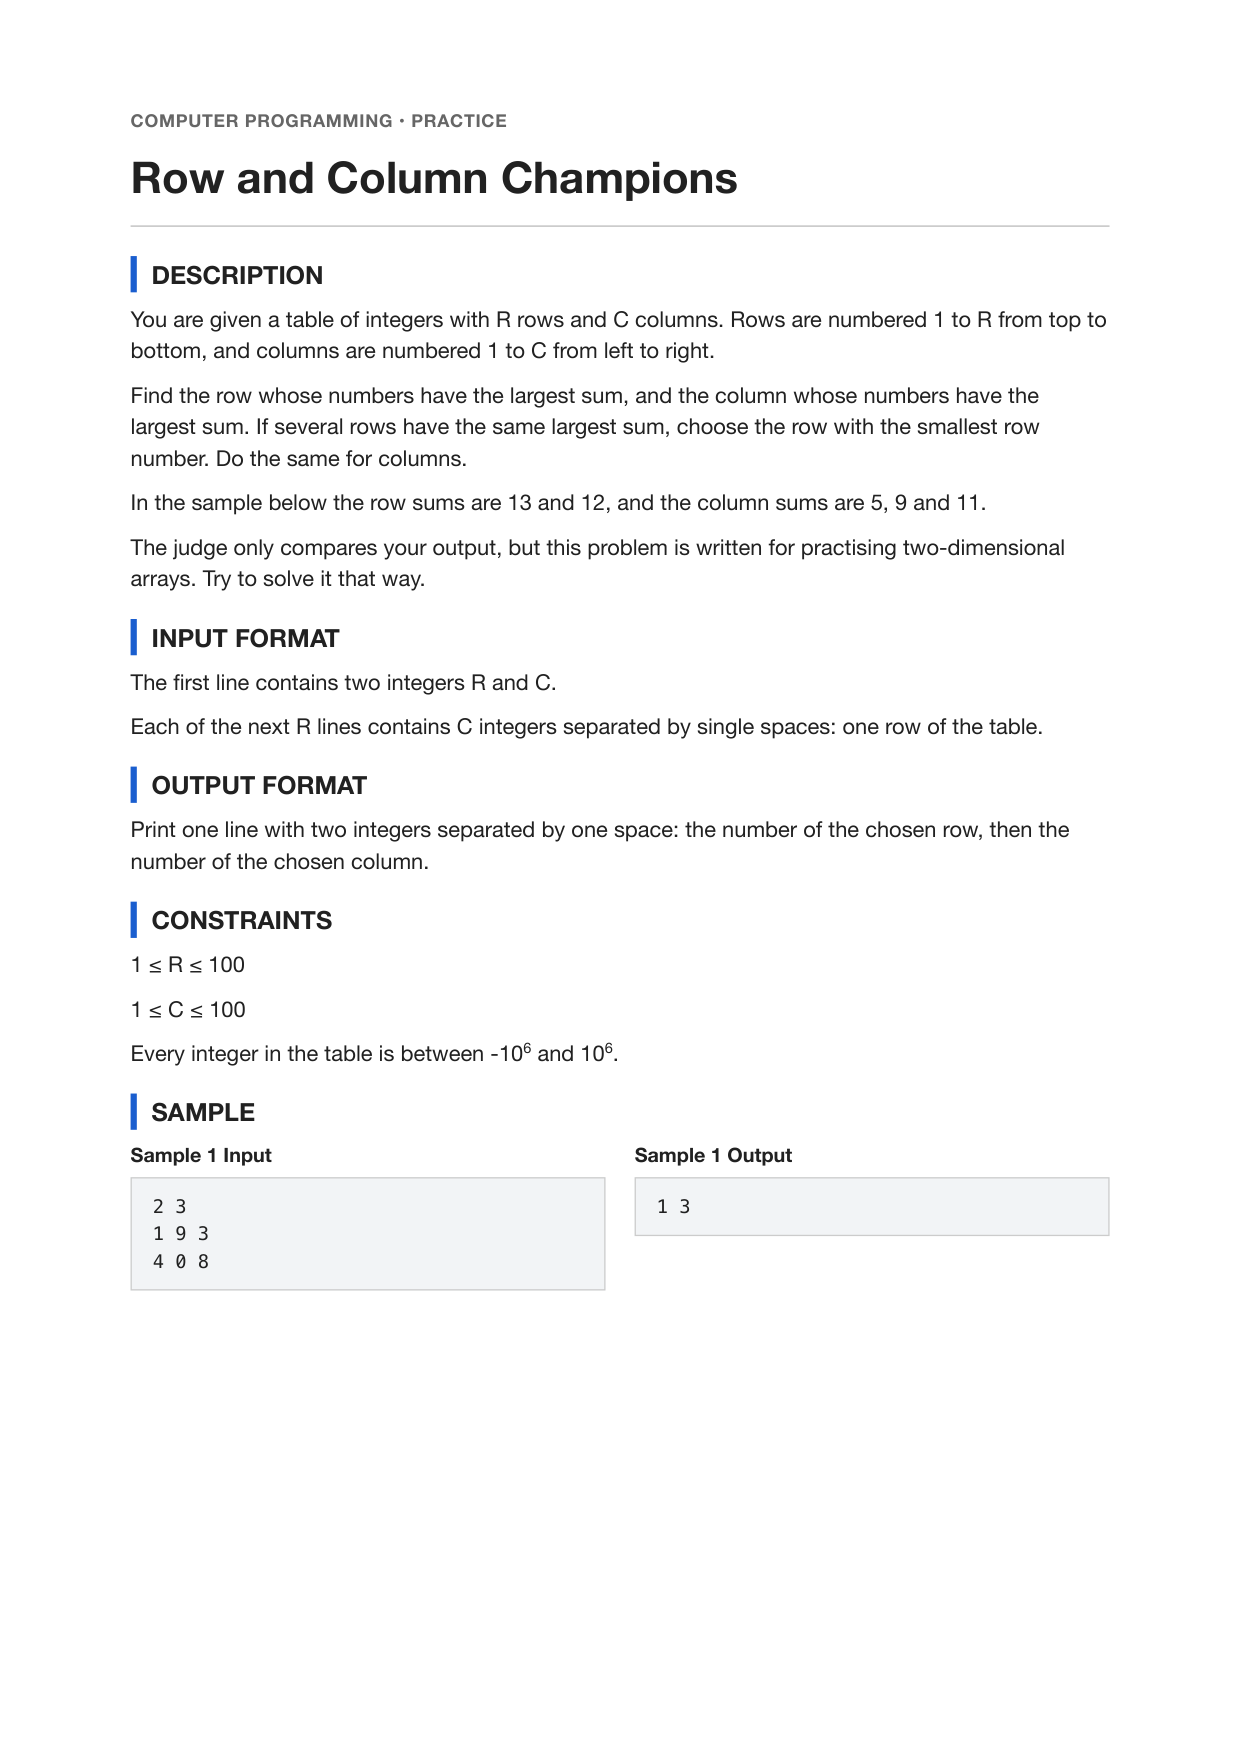 COMPUTER PROGRAMMING • PRACTICE
Row and Column Champions
DESCRIPTION
You are given a table of integers with R rows and C columns. Rows are numbered 1 to R from top to
bottom, and columns are numbered 1 to C from left to right.
Find the row whose numbers have the largest sum, and the column whose numbers have the
largest sum. If several rows have the same largest sum, choose the row with the smallest row
number. Do the same for columns.
In the sample below the row sums are 13 and 12, and the column sums are 5, 9 and 11.
The judge only compares your output, but this problem is written for practising two-dimensional
arrays. Try to solve it that way.
INPUT FORMAT
The first line contains two integers R and C.
Each of the next R lines contains C integers separated by single spaces: one row of the table.
OUTPUT FORMAT
Print one line with two integers separated by one space: the number of the chosen row, then the
number of the chosen column.
CONSTRAINTS
1 ≤ R ≤ 100
1 ≤ C ≤ 100
Every integer in the table is between -10⁶ and 10⁶.
SAMPLE
Sample 1 Input
2 3
1 9 3
4 0 8
Sample 1 Output
1 3